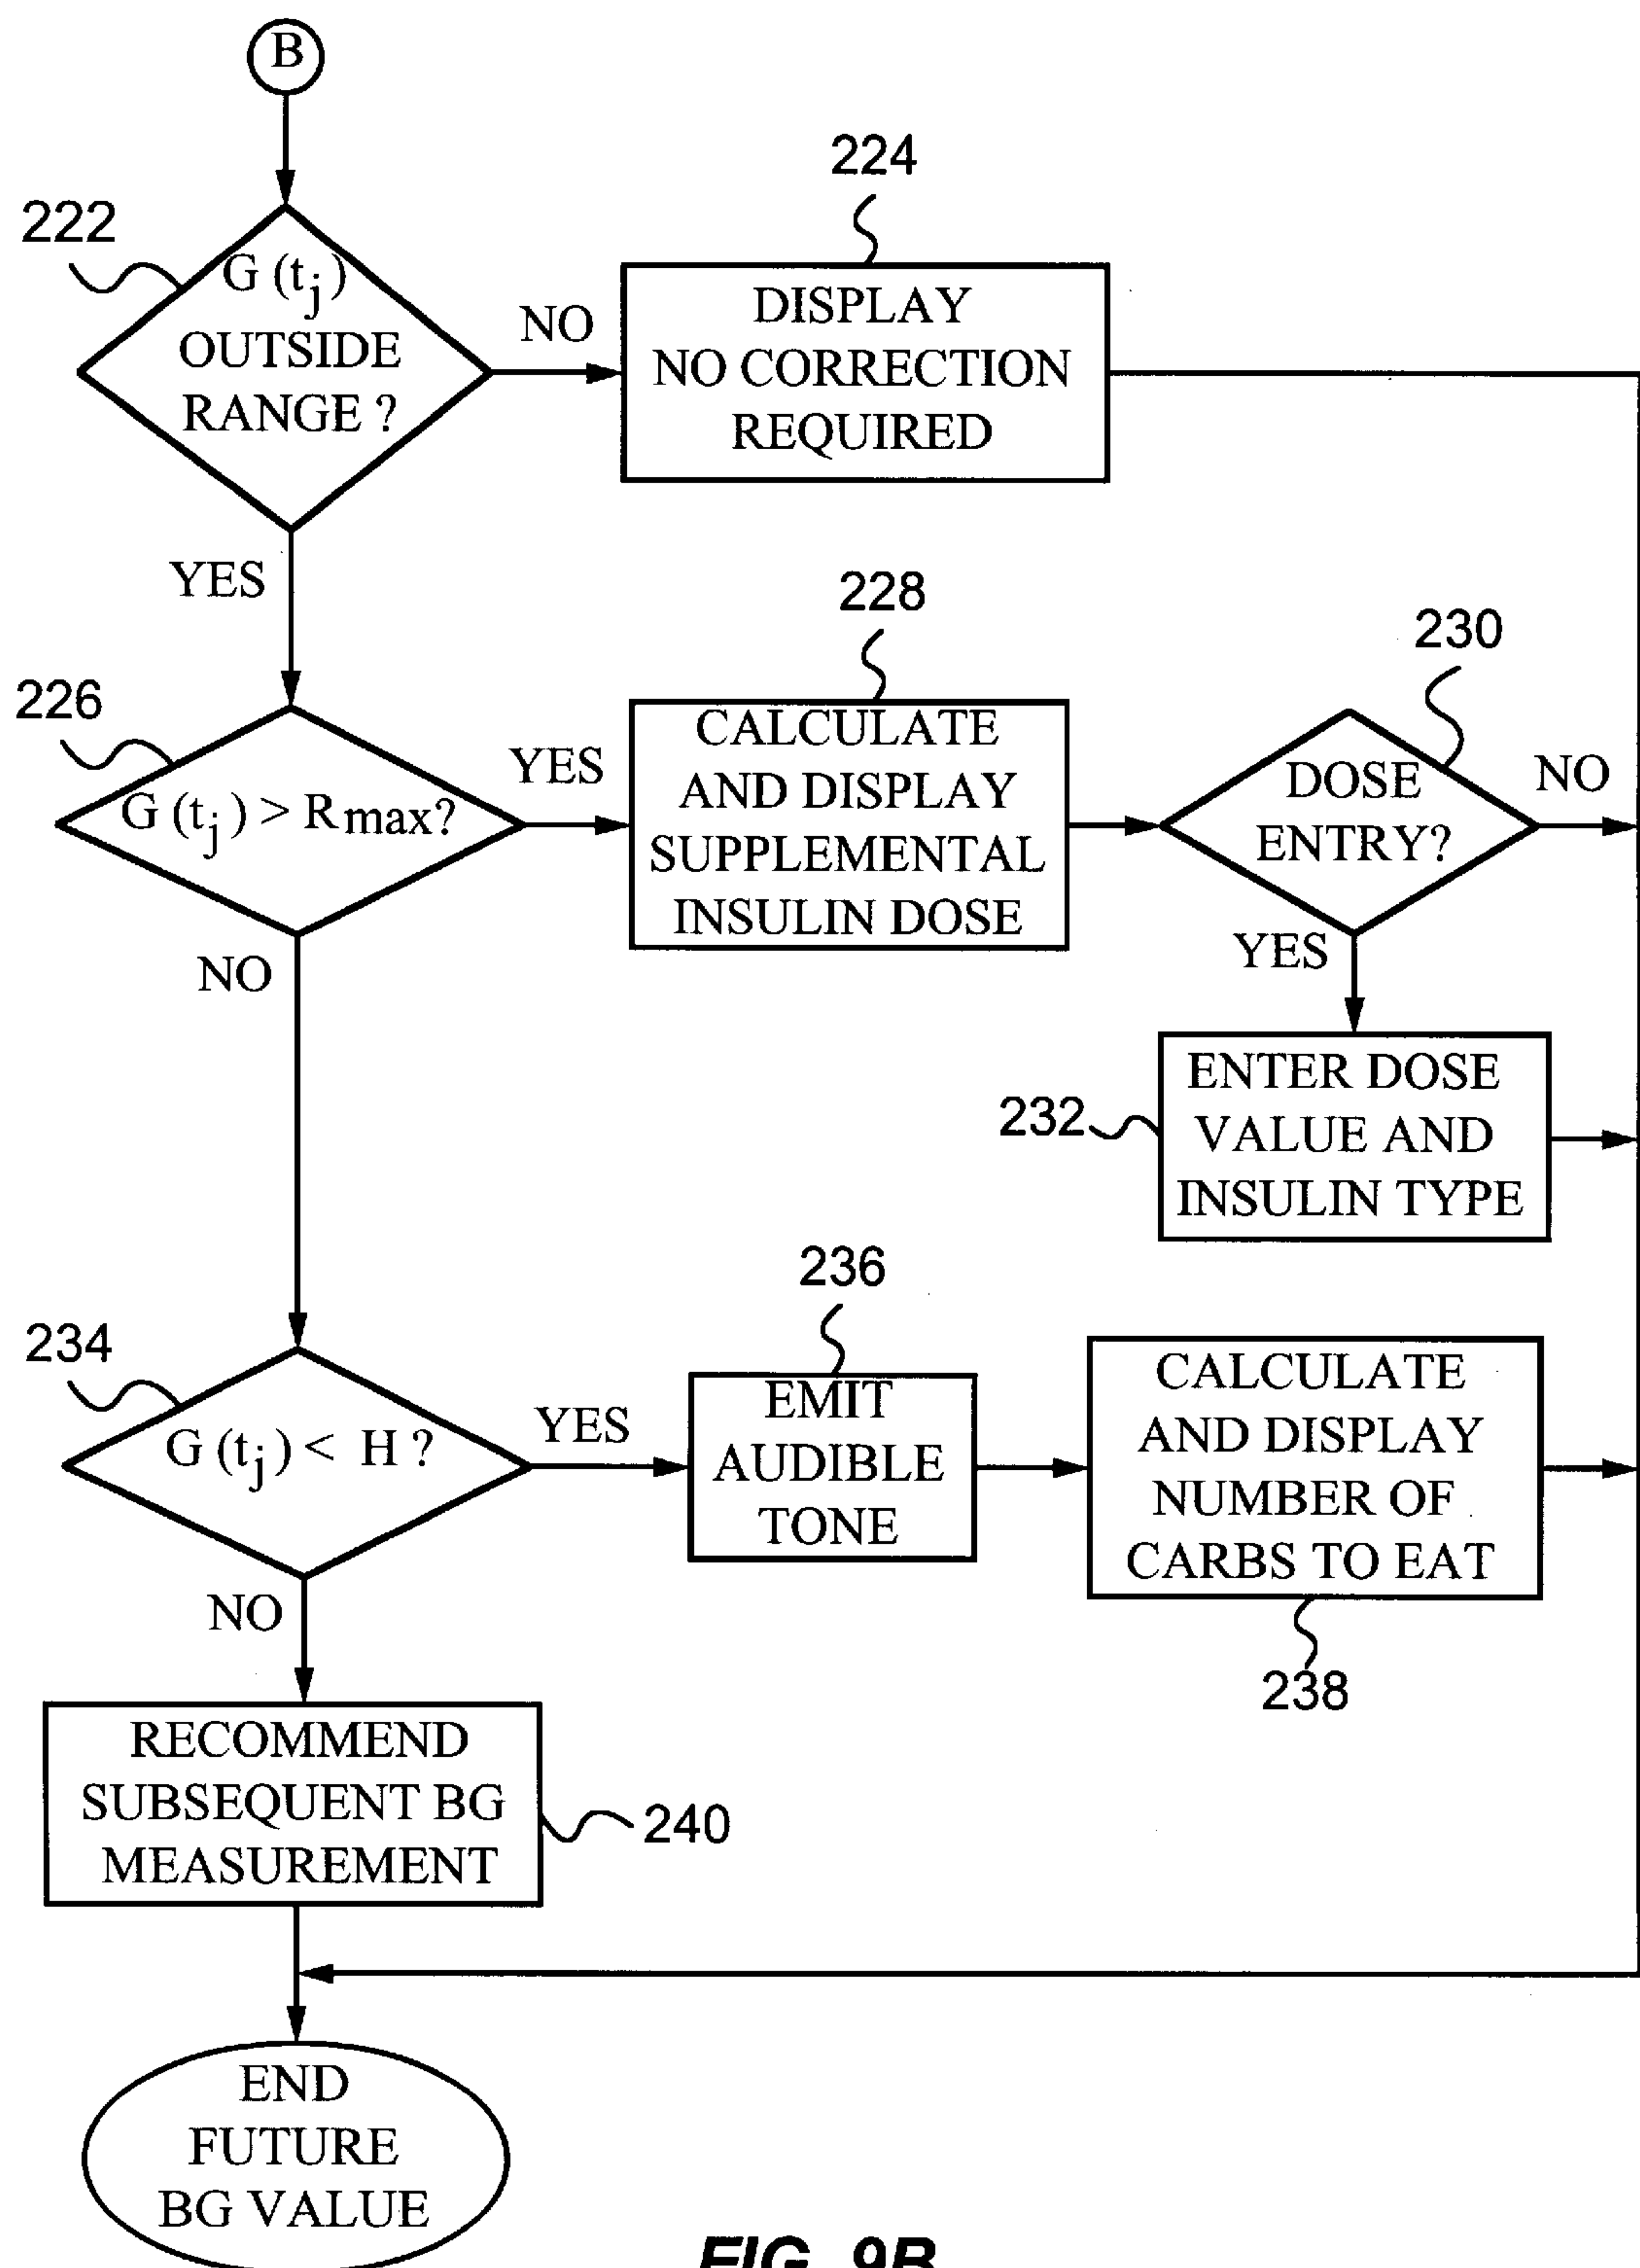 B
224
222
G (tj)
OUTSIDE
RANGE ?
NO
DISPLAY
NO CORRECTION
REQUIRED
YES
228
230
226
G (tj) > Rmax?
YES
CALCULATE
AND DISPLAY
SUPPLEMENTAL
INSULIN DOSE
DOSE
ENTRY?
NO
NO
YES
232
ENTER DOSE
VALUE AND
INSULIN TYPE
236
234
G (tj) < H ?
YES
EMIT
AUDIBLE
TONE
CALCULATE
AND DISPLAY
NUMBER OF
CARBS TO EAT
238
NO
RECOMMEND
SUBSEQUENT BG
MEASUREMENT
240
END
FUTURE
BG VALUE
FIG. 9B